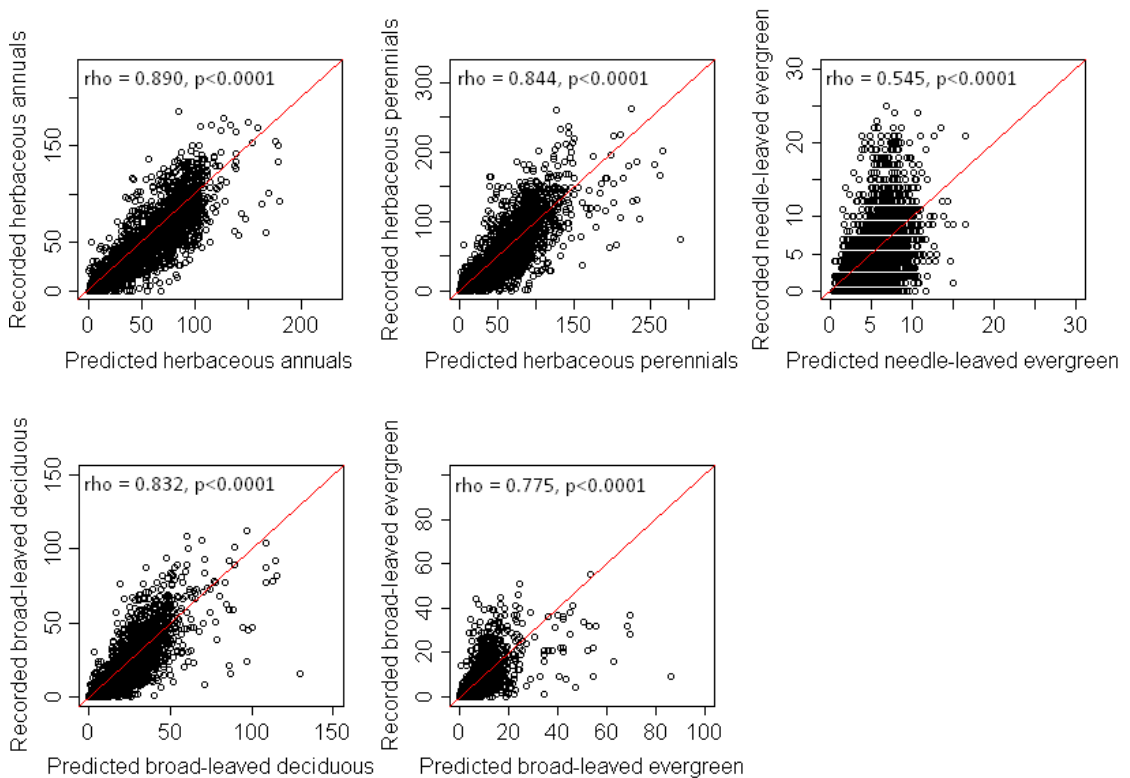 Recorded herbaceous annuals
rho = 0.890, p<0.0001
0 50 150
0 50 100 200
Predicted herbaceous annuals
Recorded herbaceous perennials
rho = 0.844, p<0.0001
0 100 200 300
0 50 150 250
Predicted herbaceous perennials
Recorded needle-leaved evergreen
rho = 0.545, p<0.0001
0 5 10 20 30
0 5 10 20 30
Predicted needle-leaved evergreen
Recorded broad-leaved deciduous
rho = 0.832, p<0.0001
0 50 100 150
0 50 100 150
Predicted broad-leaved deciduous
Recorded broad-leaved evergreen
rho = 0.775, p<0.0001
0 20 40 60 80
0 20 40 60 80 100
Predicted broad-leaved evergreen